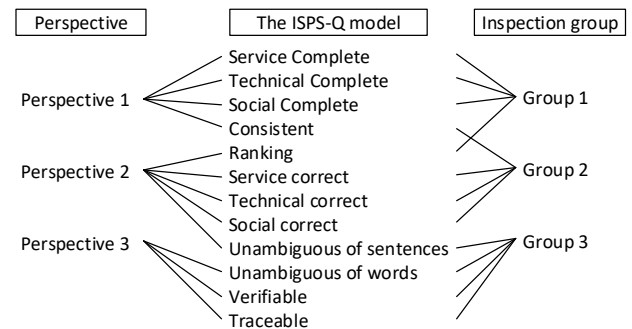 Perspective The ISPS-Q model Inspection group
Service Complete
Technical Complete
Perspective 1 Social Complete Group 1
Consistent
Ranking
Perspective 2 Service correct Group 2
Technical correct
Social correct
Perspective 3 Unambiguous of sentences Group 3
Unambiguous of words
Verifiable
Traceable